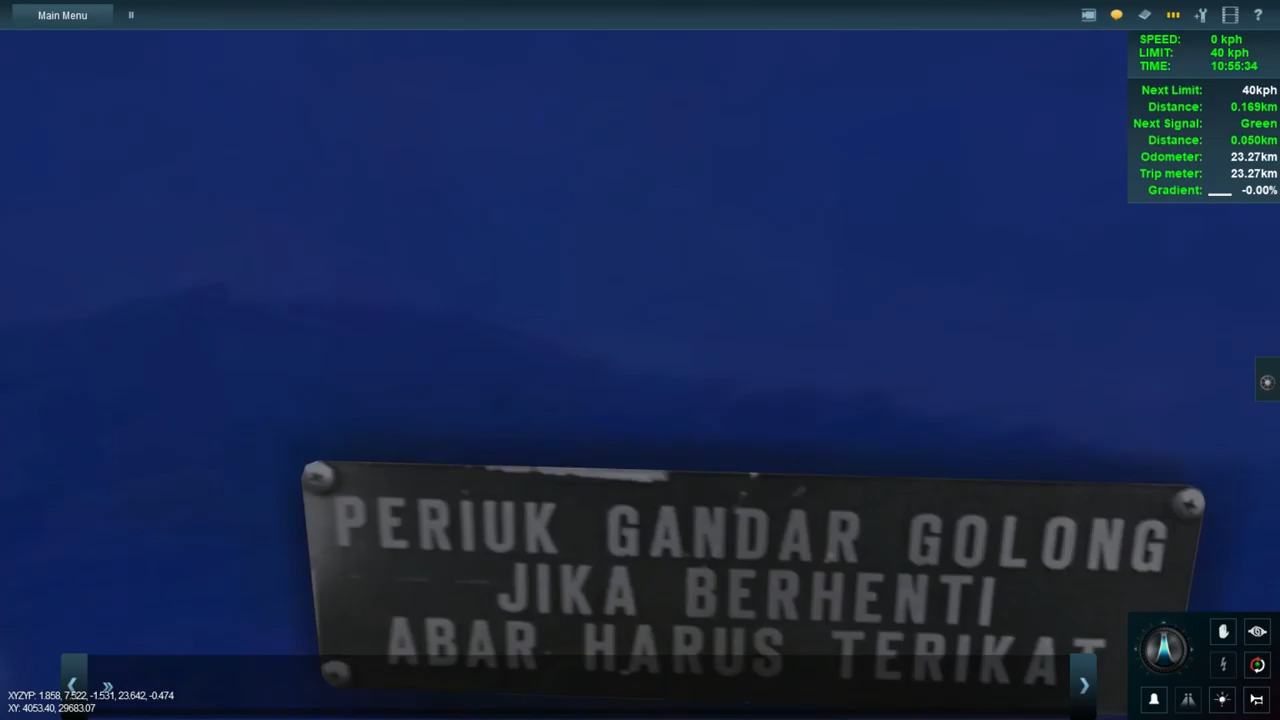 Main Menu
SPEED: 0 kph
LIMIT: 40 kph
TIME: 10:55:34
Next Limit: 40kph
Distance: 0.169km
Next Signal: Green
Distance: 0.050km
Odometer: 23.27km
Trip meter: 23.27km
Gradient: -0.00%
PERIUK GANDAR GOLONG
JIKA BERHENTI
ABAR HARUS TERIKAT
XYZYP: 1.858, 7.522, -1.531, 23.642, -0.474
XY: 4053.40, 29683.07